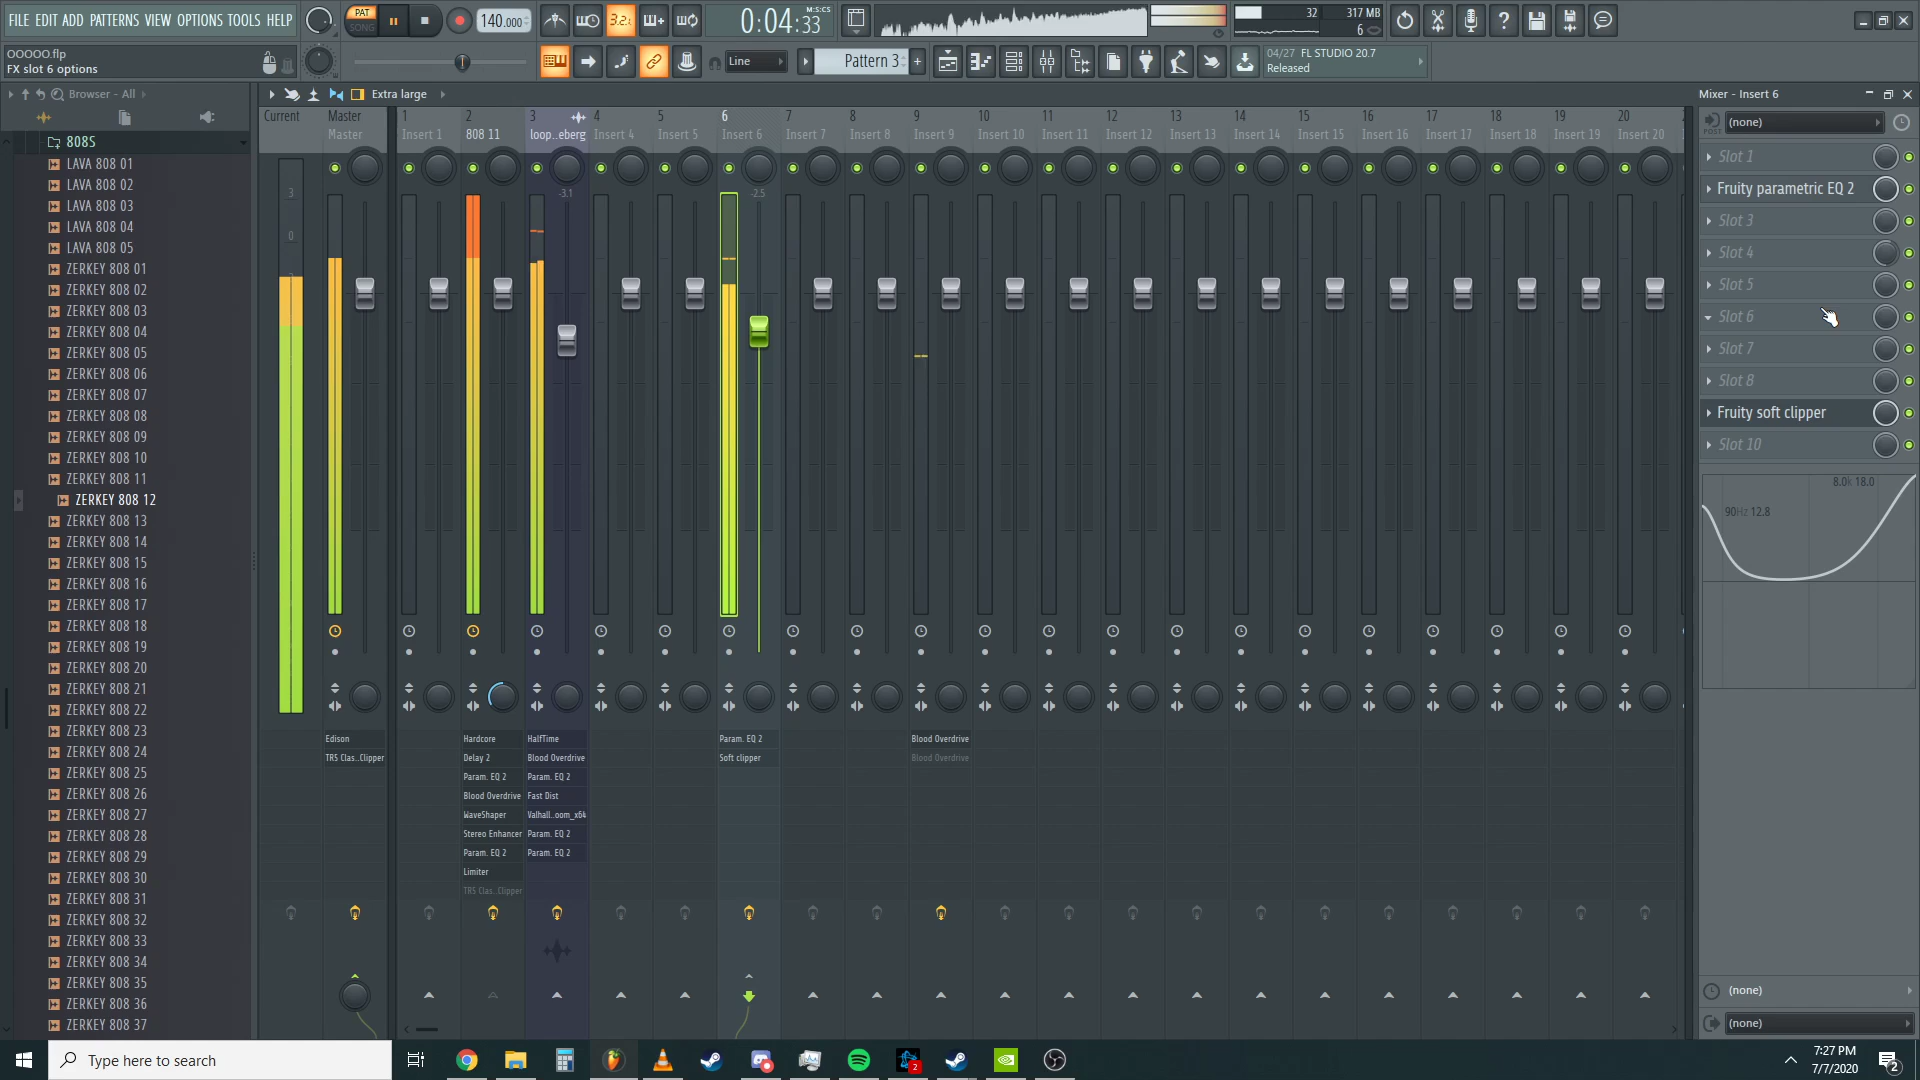 FILE EDIT ADD PATTERNS VIEW OPTIONS TOOLS HELP
PAT
SONG
140.000
3.2.
0:04:33
M:S:CS
32
317 MB
6
OOOOO.flp
FX slot 6 options
Line
Pattern 3
04/27 FL STUDIO 20.7
Released
Browser - All
Extra large
Mixer - Insert 6
808S
LAVA 808 01
LAVA 808 02
LAVA 808 03
LAVA 808 04
LAVA 808 05
ZERKEY 808 01
ZERKEY 808 02
ZERKEY 808 03
ZERKEY 808 04
ZERKEY 808 05
ZERKEY 808 06
ZERKEY 808 07
ZERKEY 808 08
ZERKEY 808 09
ZERKEY 808 10
ZERKEY 808 11
ZERKEY 808 12
ZERKEY 808 13
ZERKEY 808 14
ZERKEY 808 15
ZERKEY 808 16
ZERKEY 808 17
ZERKEY 808 18
ZERKEY 808 19
ZERKEY 808 20
ZERKEY 808 21
ZERKEY 808 22
ZERKEY 808 23
ZERKEY 808 24
ZERKEY 808 25
ZERKEY 808 26
ZERKEY 808 27
ZERKEY 808 28
ZERKEY 808 29
ZERKEY 808 30
ZERKEY 808 31
ZERKEY 808 32
ZERKEY 808 33
ZERKEY 808 34
ZERKEY 808 35
ZERKEY 808 36
ZERKEY 808 37
Current Master 1 2 3 4 5 6 7 8 9 10 11 12 13 14 15 16 17 18 19 20
Master Insert 1 808 11 loop..eberg Insert 4 Insert 5 Insert 6 Insert 7 Insert 8 Insert 9 Insert 10 Insert 11 Insert 12 Insert 13 Insert 14 Insert 15 Insert 16 Insert 17 Insert 18 Insert 19 Insert 20
3
0
-3.1
-2.5
Edison
TRS Clas..Clipper
Hardcore
Delay 2
Param. EQ 2
Blood Overdrive
WaveShaper
Stereo Enhancer
Param. EQ 2
Limiter
TRS Clas..Clipper
HalfTime
Blood Overdrive
Param. EQ 2
Fast Dist
Valhall..oom_x64
Param. EQ 2
Param. EQ 2
Param. EQ 2
Soft clipper
Blood Overdrive
Blood Overdrive
POST
(none)
Slot 1
Fruity parametric EQ 2
Slot 3
Slot 4
Slot 5
Slot 6
Slot 7
Slot 8
Fruity soft clipper
Slot 10
8.0k 18.0
90Hz 12.8
(none)
(none)
Type here to search
2
7:27 PM
7/7/2020
2